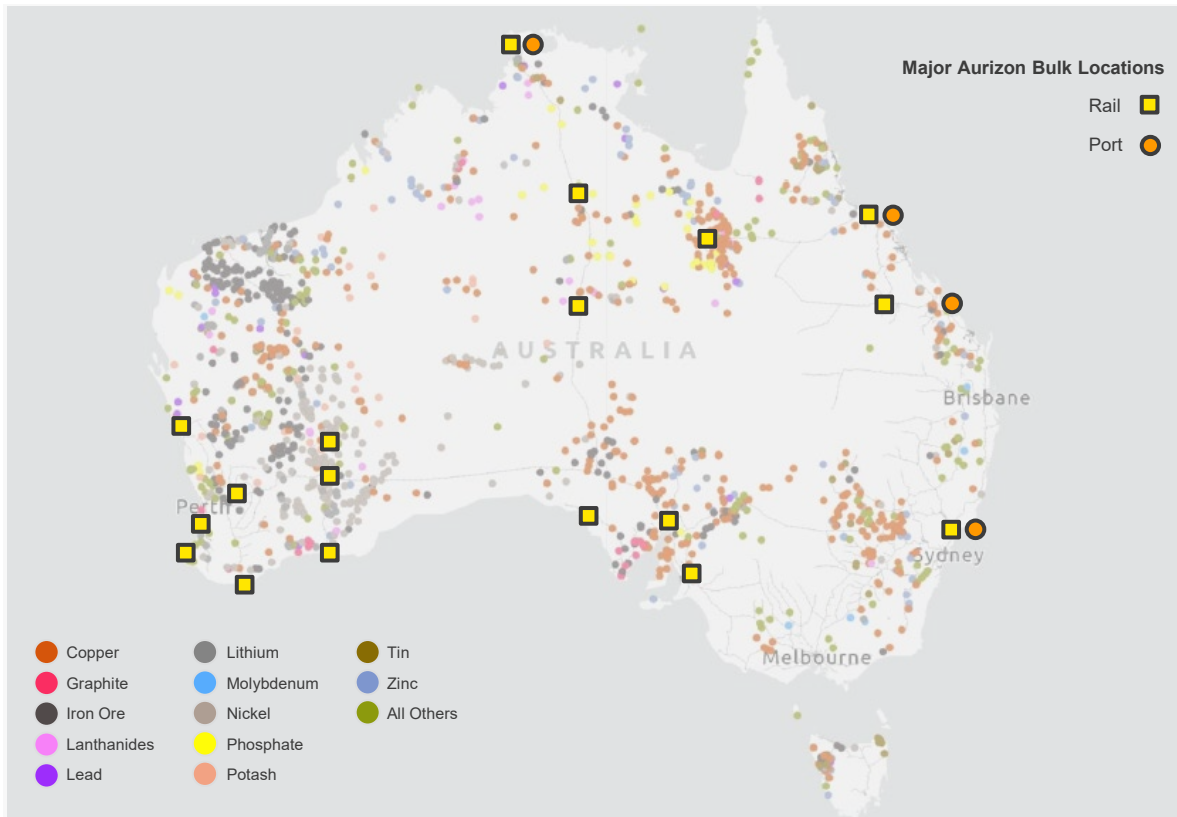 Major Aurizon Bulk Locations
Rail
Port
AUSTRALIA
Brisbane
Perth
Sydney
Melbourne
Copper
Graphite
Iron Ore
Lanthanides
Lead
Lithium
Molybdenum
Nickel
Phosphate
Potash
Tin
Zinc
All Others